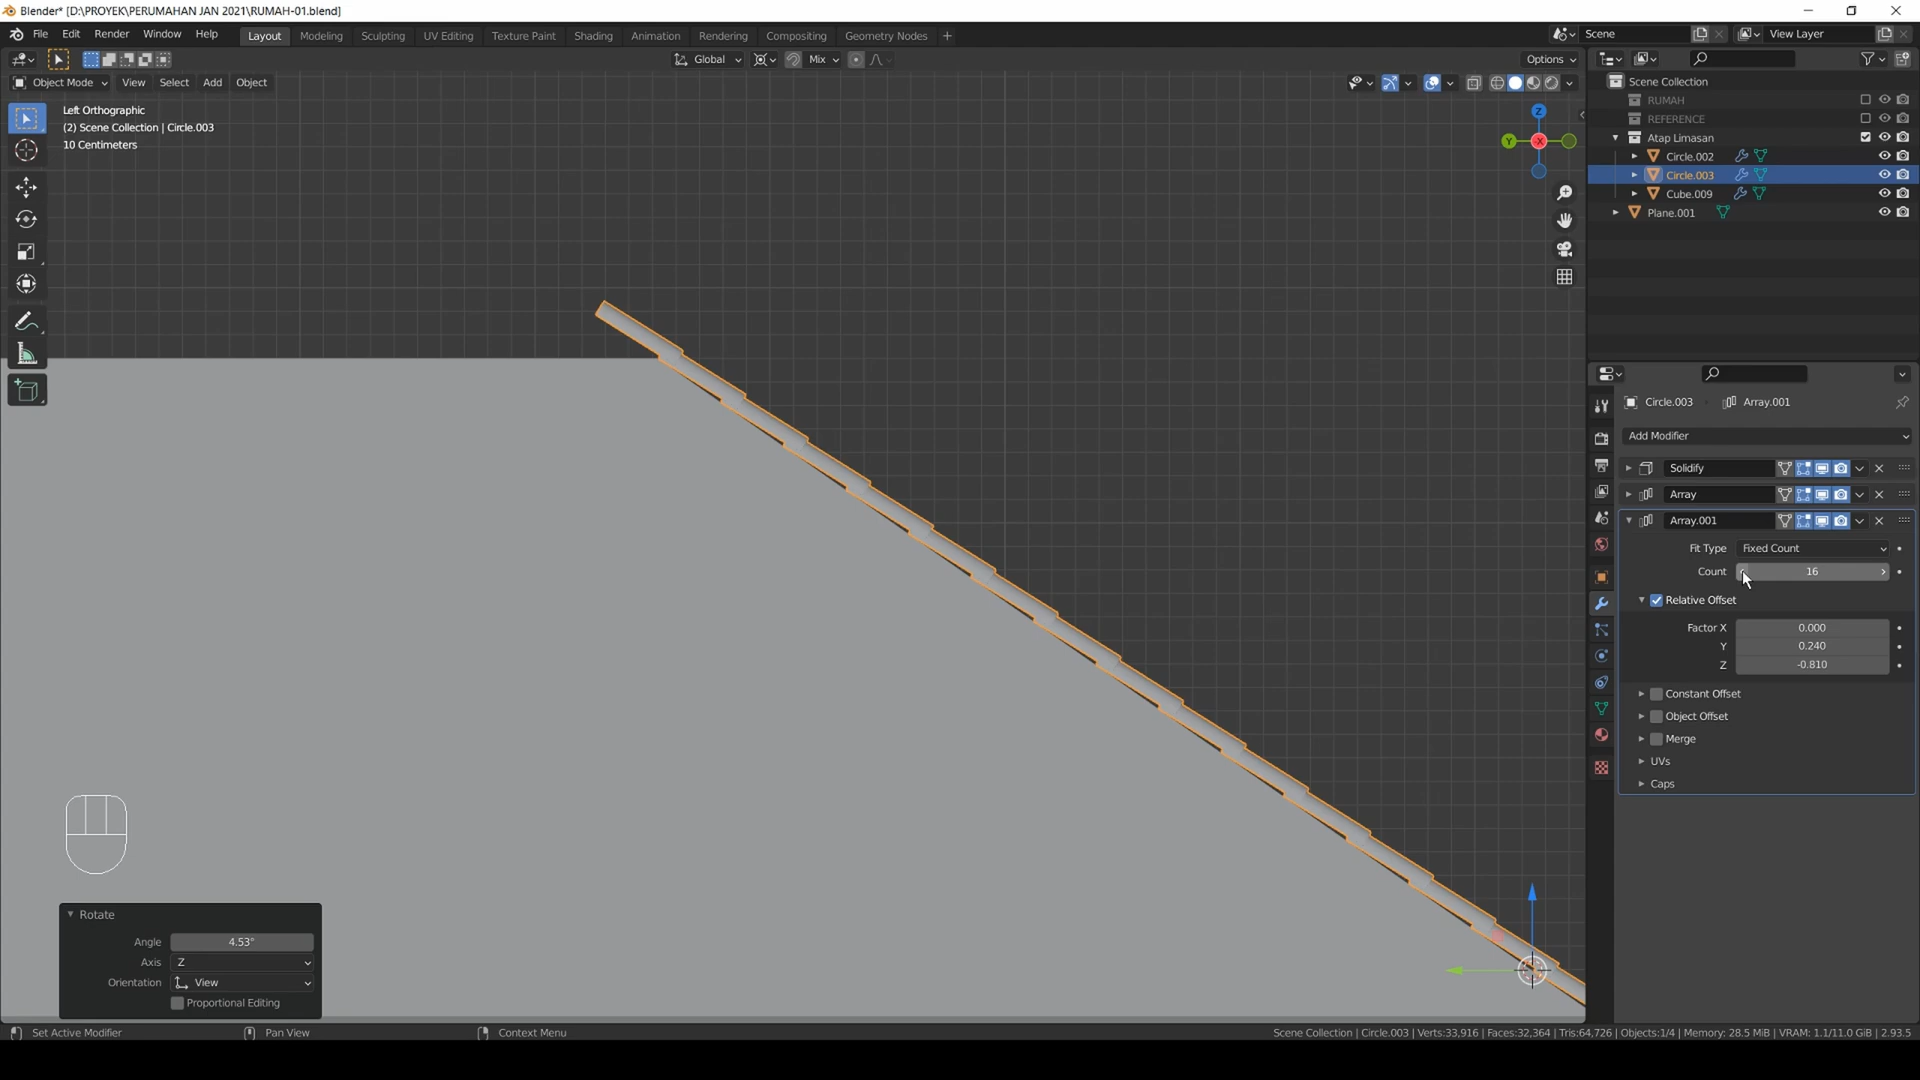 Blender* [D:\PROYEK\PERUMAHAN JAN 2021\RUMAH-01.blend]
File Edit Render Window Help Layout Modeling Sculpting UV Editing Texture Paint Shading Animation Rendering Compositing Geometry Nodes + Scene View Layer
Global Mix Options
Object Mode View Select Add Object
Left Orthographic
(2) Scene Collection | Circle.003
10 Centimeters
Z
Y
X
Scene Collection
RUMAH
REFERENCE
Atap Limasan
Circle.002
Circle.003
Cube.009
Plane.001
Circle.003 Array.001
Add Modifier
Solidify
Array
Array.001
Fit Type Fixed Count
Count 16
Relative Offset
Factor X 0.000
Y 0.240
Z -0.810
Constant Offset
Object Offset
Merge
UVs
Caps
Rotate
Angle 4.53°
Axis Z
Orientation View
Proportional Editing
Set Active Modifier Pan View Context Menu Scene Collection | Circle.003 | Verts:33,916 | Faces:32,364 | Tris:64,726 | Objects:1/4 | Memory: 28.5 MiB | VRAM: 1.1/11.0 GiB | 2.93.5